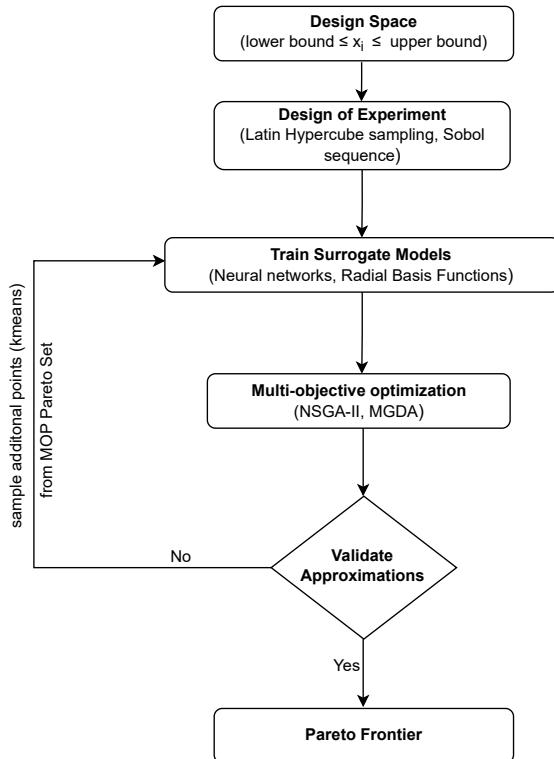 Design Space
(lower bound ≤ xᵢ ≤ upper bound)
Design of Experiment
(Latin Hypercube sampling, Sobol
sequence)
Train Surrogate Models
(Neural networks, Radial Basis Functions)
sample additonal points (kmeans)
from MOP Pareto Set
Multi-objective optimization
(NSGA-II, MGDA)
Validate
Approximations
No
Yes
Pareto Frontier